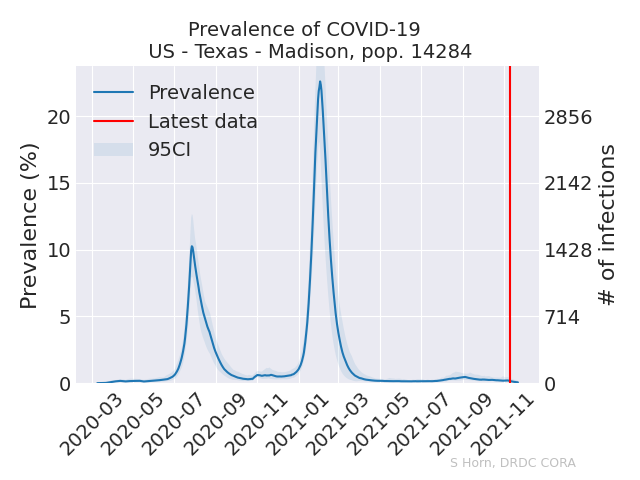 Prevalence of COVID-19
US - Texas - Madison, pop. 14284
Prevalence
Latest data
95CI
Prevalence (%)
20
15
10
5
0
2856
2142
1428
714
0
# of infections
2020-03
2020-05
2020-07
2020-09
2020-11
2021-01
2021-03
2021-05
2021-07
2021-09
2021-11
S Horn, DRDC CORA